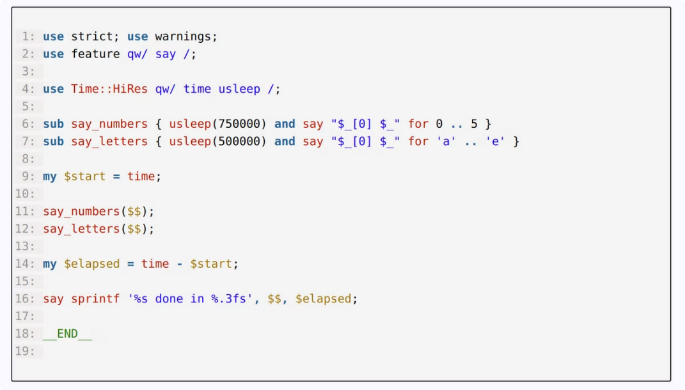 1: use strict; use warnings;
2: use feature qw/ say /;
3:
4: use Time::HiRes qw/ time usleep /;
5:
6: sub say_numbers { usleep(750000) and say "$_[0] $_" for 0 .. 5 }
7: sub say_letters { usleep(500000) and say "$_[0] $_" for 'a' .. 'e' }
8:
9: my $start = time;
10:
11: say_numbers($$);
12: say_letters($$);
13:
14: my $elapsed = time - $start;
15:
16: say sprintf '%s done in %.3fs', $$, $elapsed;
17:
18: __END__
19: